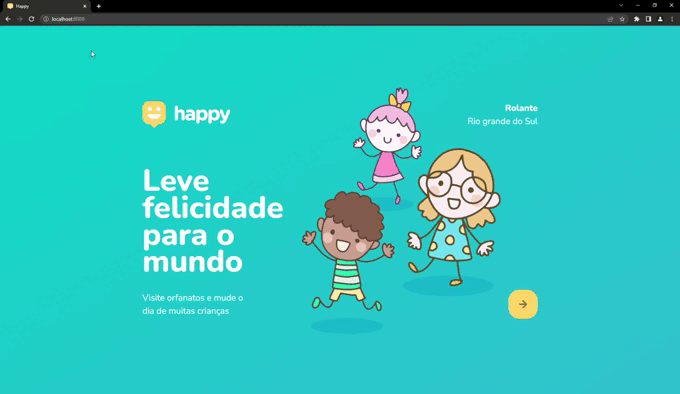 Happy
localhost:8080
happy
Rolante
Rio grande do Sul
Leve
felicidade
para o
mundo
Visite orfanatos e mude o
dia de muitas crianças